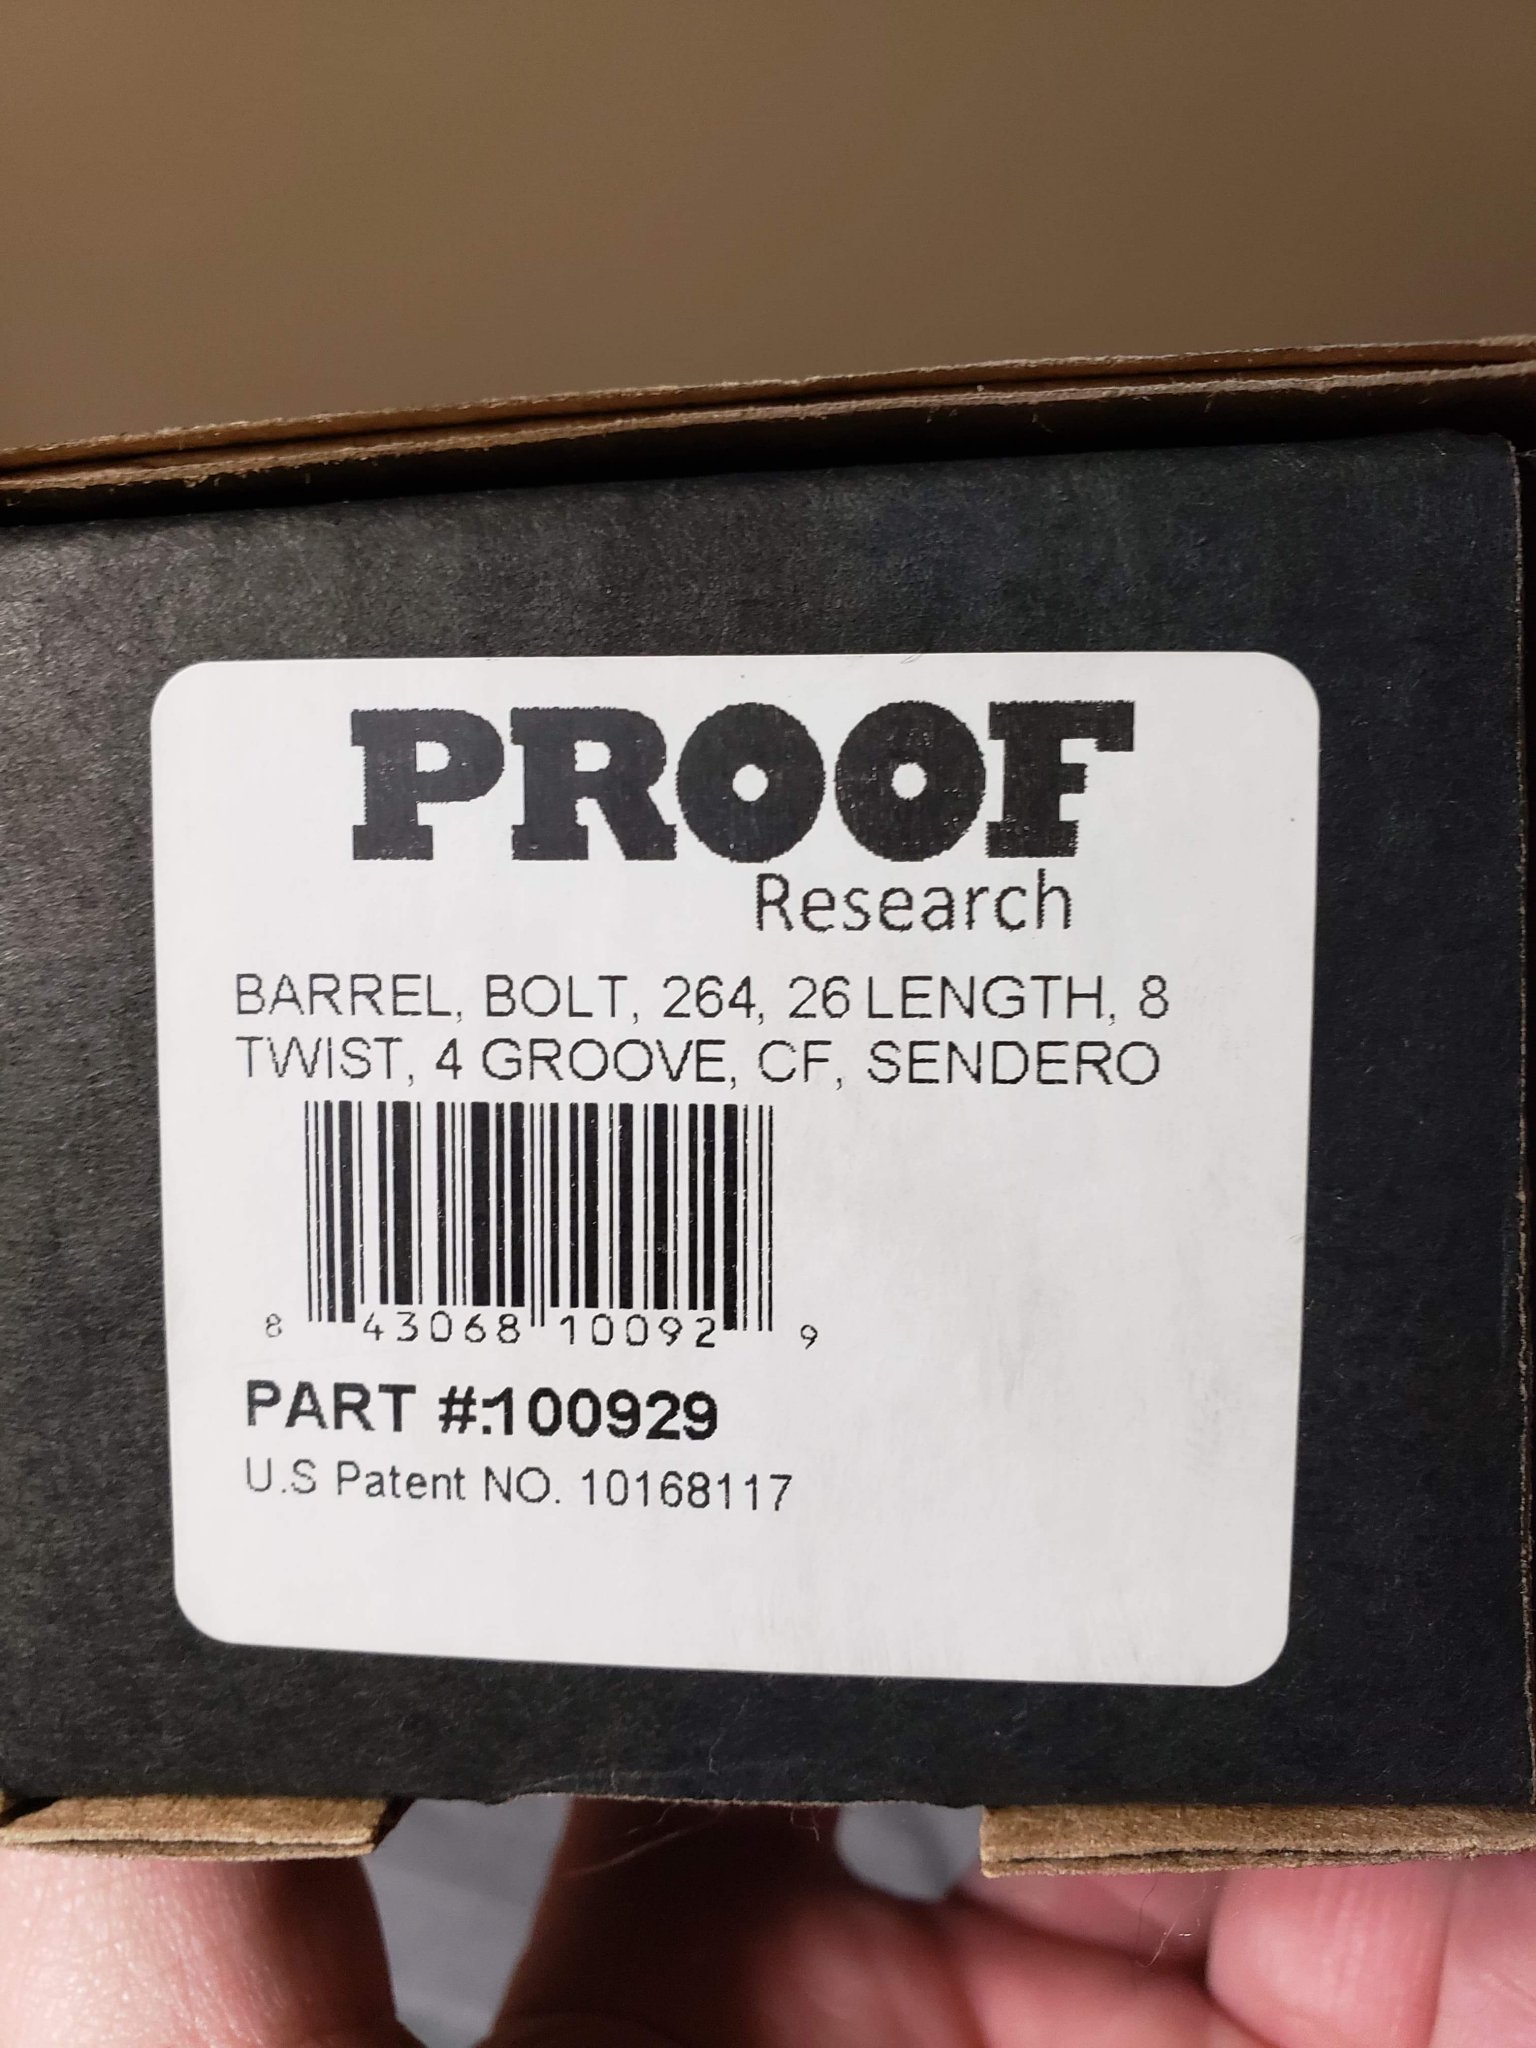 PROOF
Research
BARREL, BOLT, 264, 26 LENGTH, 8
TWIST, 4 GROOVE, CF, SENDERO
8 43068 10092 9
PART #:100929
U.S Patent NO. 10168117